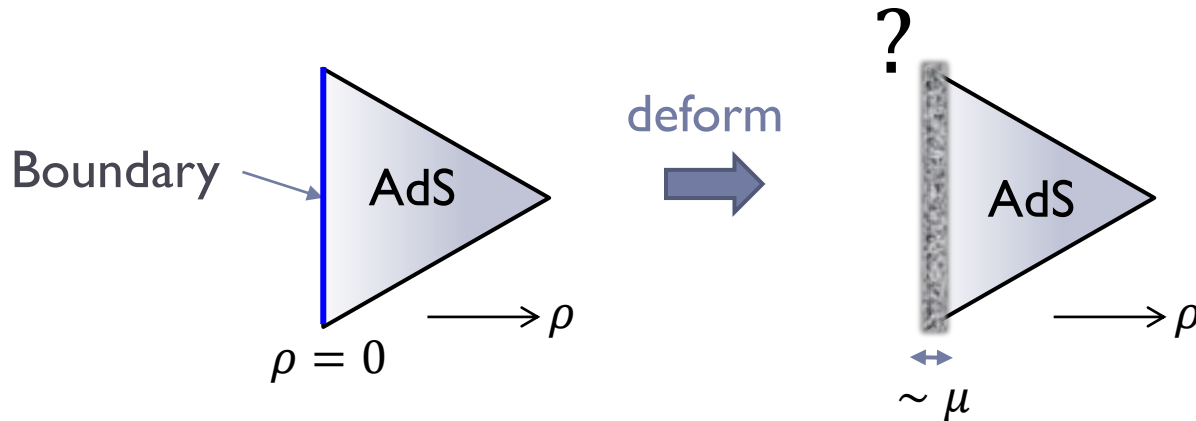 ?
deform
Boundary
AdS
AdS
ρ
ρ
ρ = 0
~ μ